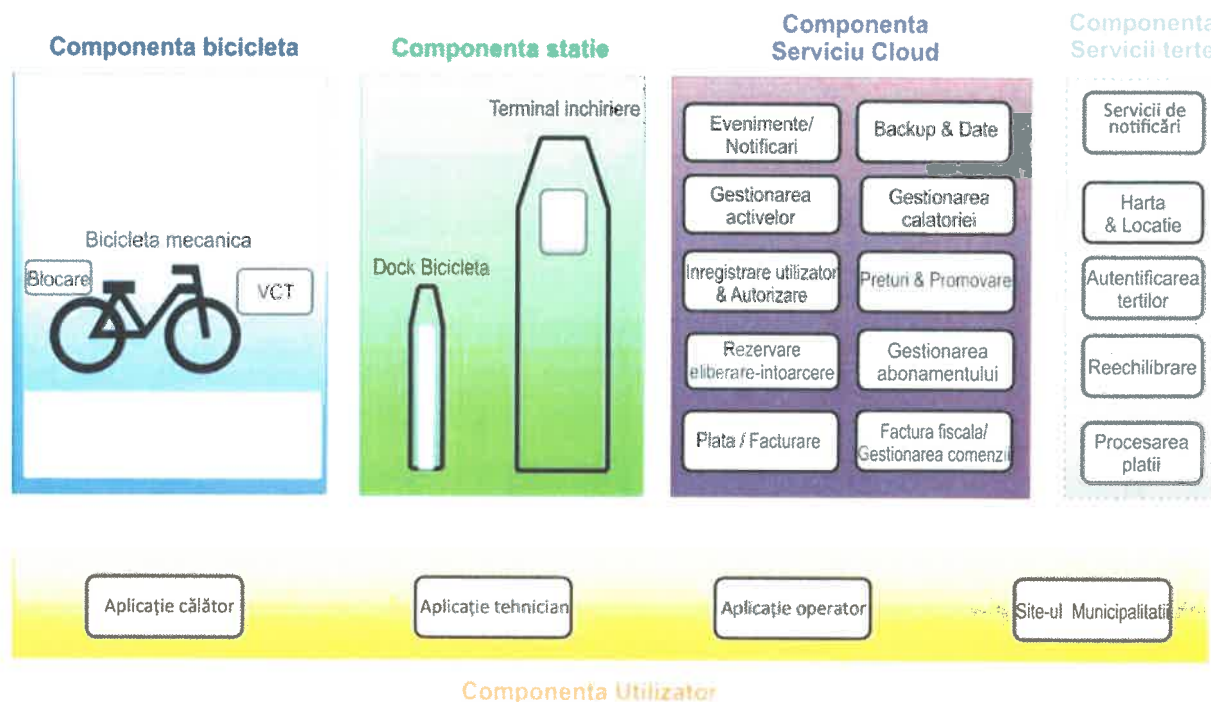 Componenta bicicleta
Bicicleta mecanica
Blocare
VCT
Componenta statie
Terminal inchiriere
Dock Bicicleta
Componenta
Serviciu Cloud
Evenimente/
Notificari
Backup & Date
Gestionarea
activelor
Gestionarea
calatoriei
Inregistrare utilizator
& Autorizare
Preturi & Promovare
Rezervare
eliberare-intoarcere
Gestionarea
abonamentului
Plata / Facturare
Factura fiscala/
Gestionarea comenzii
Componenta
Servicii terte
Servicii de
notificări
Harta
& Locatie
Autentificarea
tertilor
Reechilibrare
Procesarea
platii
Aplicație călător
Aplicație tehnician
Aplicație operator
Site-ul Municipalitatii
Componenta Utilizator